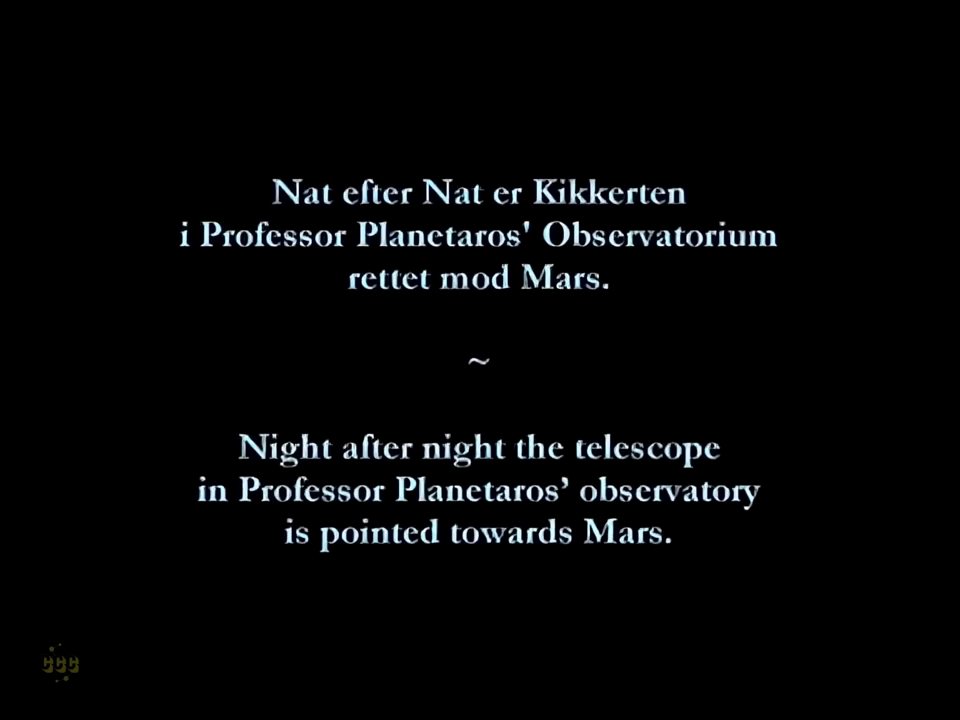 Nat efter Nat er Kikkerten
i Professor Planetaros' Observatorium
rettet mod Mars.
~
Night after night the telescope
in Professor Planetaros’ observatory
is pointed towards Mars.
CCC